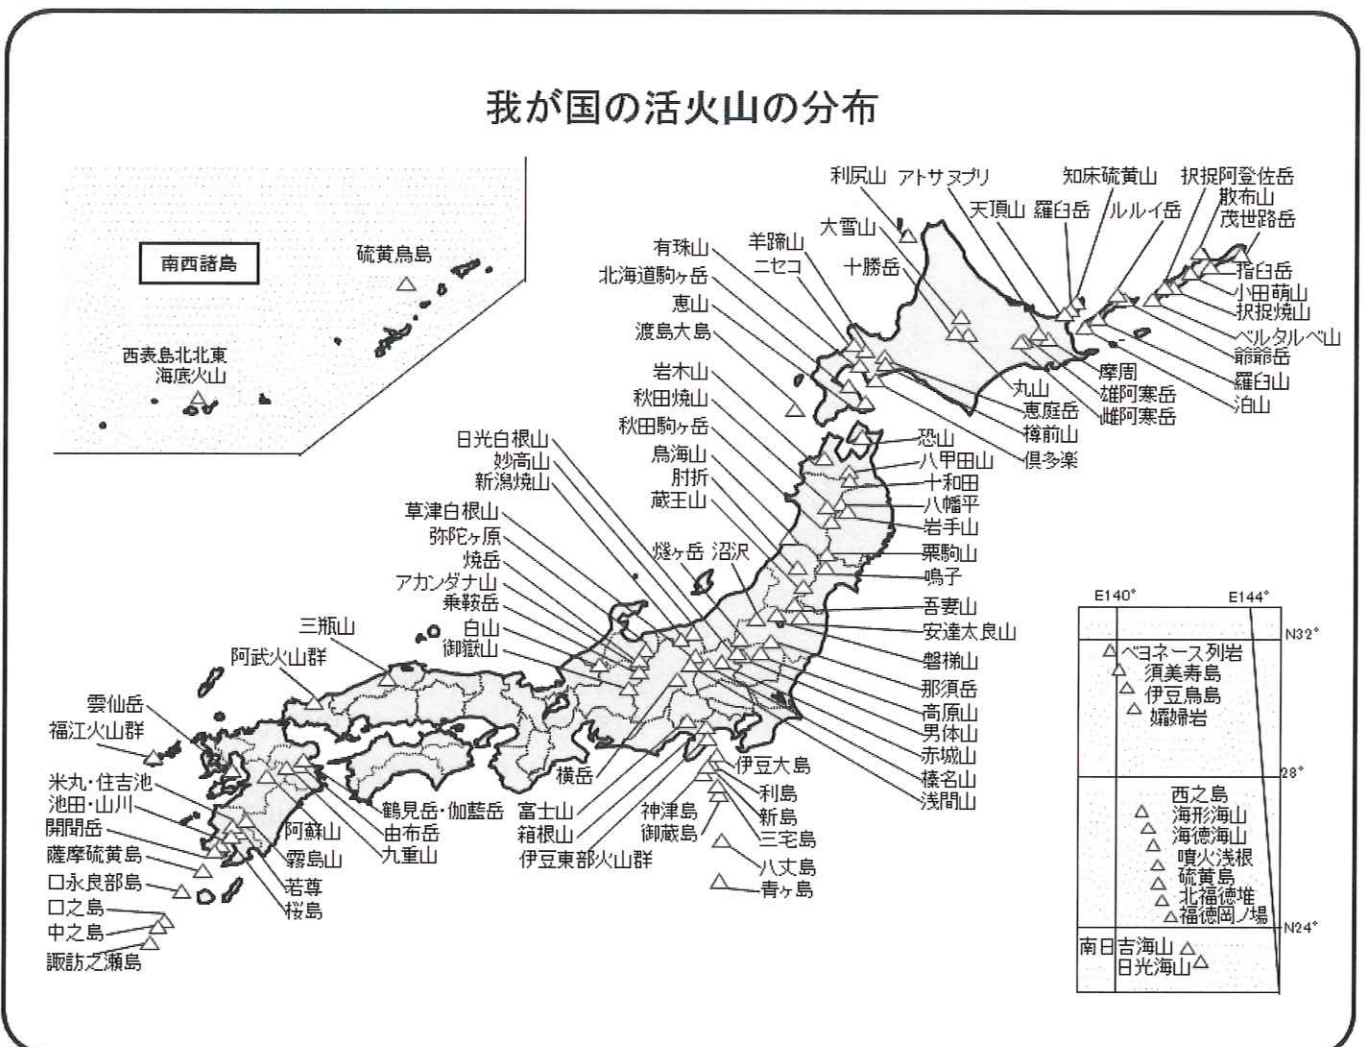 我が国の活火山の分布
南西諸島
硫黄鳥島
西表島北北東
海底火山
利尻山
アトサヌプリ
知床硫黄山
択捉阿登佐岳
散布山
茂世路岳
天頂山
羅臼岳
ルルイ岳
大雪山
羊蹄山
有珠山
ニセコ
十勝岳
北海道駒ヶ岳
恵山
渡島大島
指臼岳
小田萌山
択捉焼山
ベルタルベ山
爺爺岳
羅臼山
泊山
摩周
雄阿寒岳
雌阿寒岳
丸山
恵庭岳
樽前山
倶多楽
岩木山
秋田焼山
秋田駒ヶ岳
鳥海山
肘折
蔵王山
恐山
八甲田山
十和田
八幡平
岩手山
栗駒山
鳴子
吾妻山
安達太良山
磐梯山
那須岳
高原山
男体山
赤城山
榛名山
浅間山
日光白根山
妙高山
新潟焼山
草津白根山
弥陀ヶ原
焼岳
アカンダナ山
乗鞍岳
白山
御嶽山
燧ヶ岳
沼沢
三瓶山
阿武火山群
雲仙岳
福江火山群
米丸・住吉池
池田・山川
開聞岳
薩摩硫黄島
口永良部島
口之島
中之島
諏訪之瀬島
鶴見岳・伽藍岳
由布岳
九重山
阿蘇山
霧島山
若尊
桜島
横岳
富士山
箱根山
伊豆東部火山群
伊豆大島
利島
新島
神津島
三宅島
御蔵島
八丈島
青ヶ島
E140°
E144°
N32°
ベヨネース列岩
須美寿島
伊豆鳥島
孀婦岩
28°
西之島
海形海山
海徳海山
噴火浅根
硫黄島
北福徳堆
福徳岡ノ場
N24°
南日吉海山
日光海山